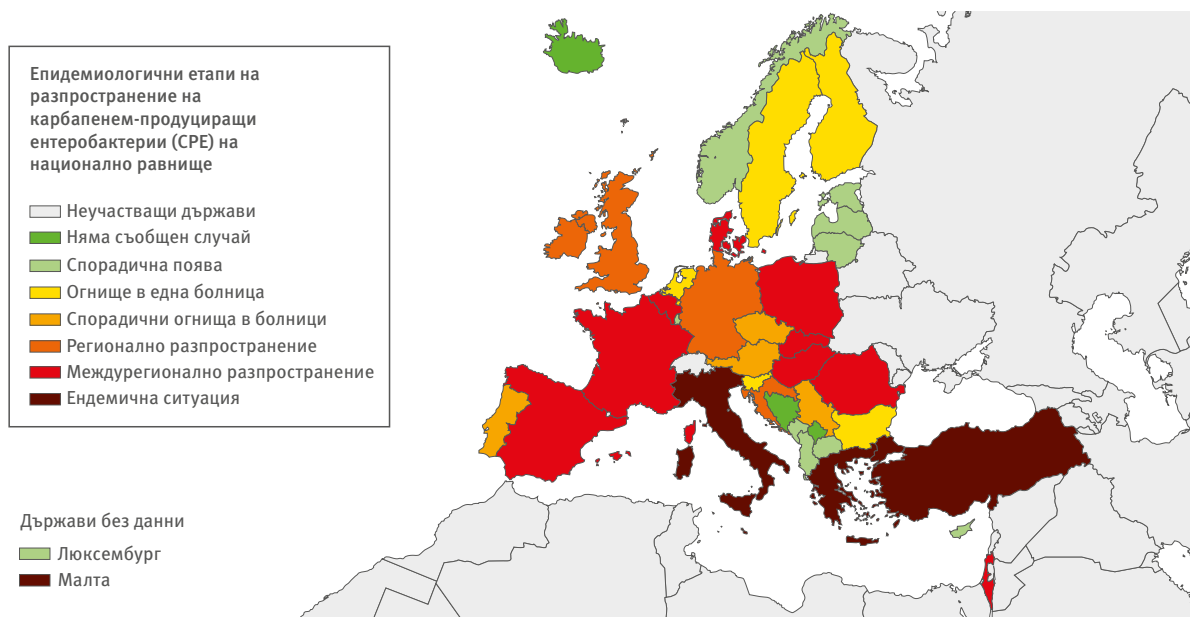 Епидемиологични етапи на
разпространение на
карбапенем-продуциращи
ентеробактерии (CPE) на
национално равнище
Неучастващи държави
Няма съобщен случай
Спорадична поява
Огнище в една болница
Спорадични огнища в болници
Регионално разпространение
Междурегионално разпространение
Ендемична ситуация
Държави без данни
Люксембург
Малта